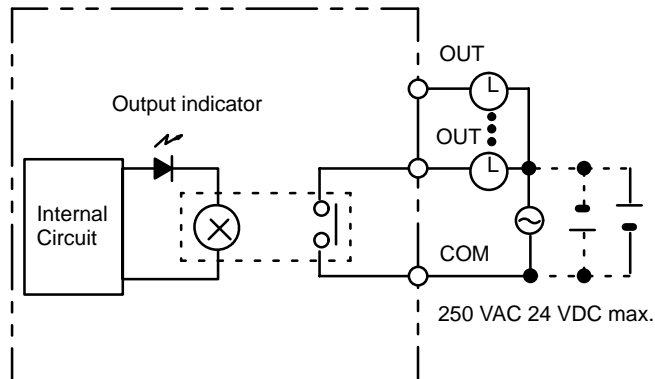 OUT
L
Output indicator
OUT
L
Internal
Circuit
COM
250 VAC 24 VDC max.